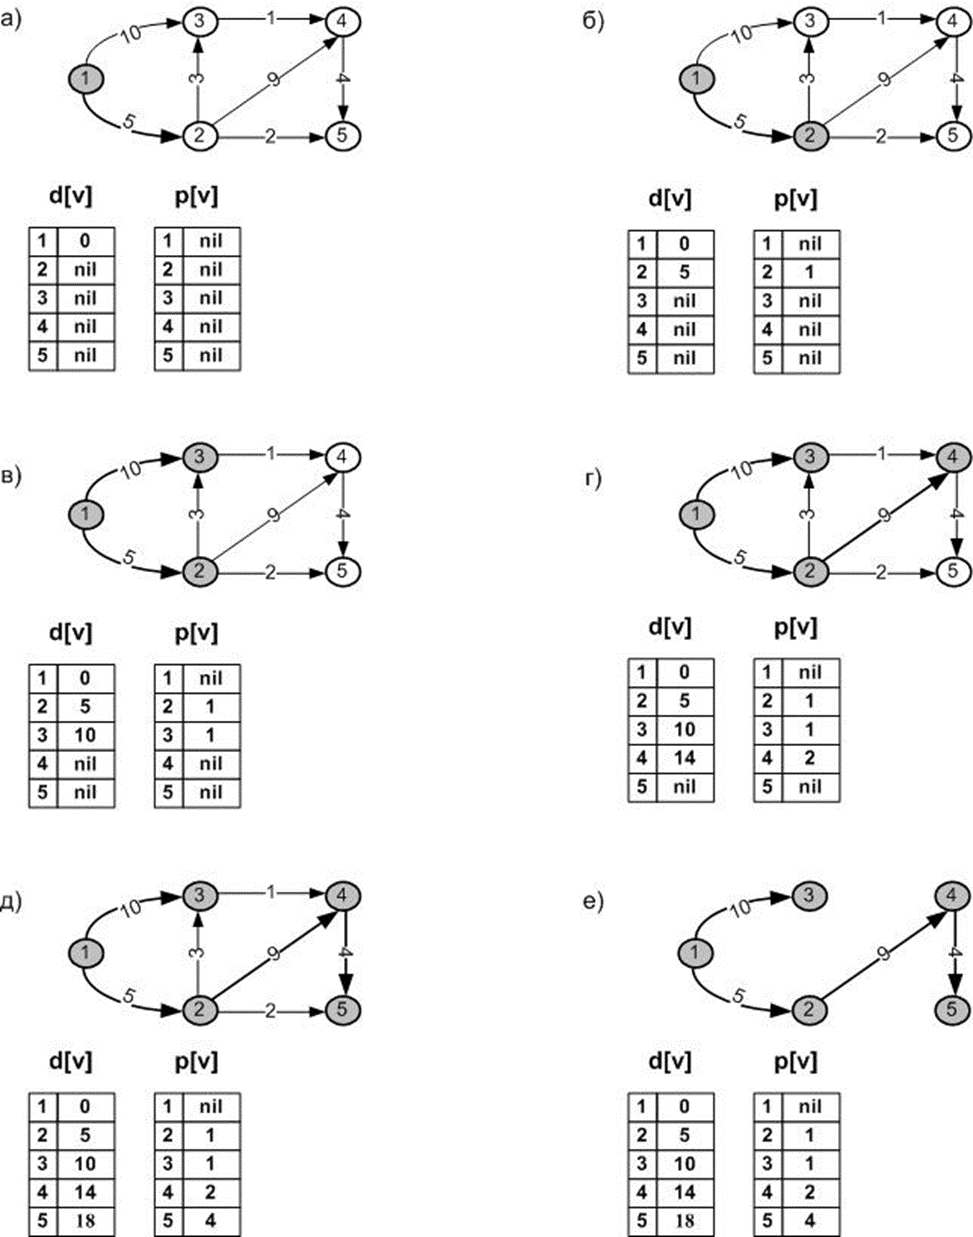 а)
10 3 1 4
1 3 9 4
5 2 2 5
d[v] p[v]
1 0 1 nil
2 nil 2 nil
3 nil 3 nil
4 nil 4 nil
5 nil 5 nil
б)
10 3 1 4
1 3 9 4
5 2 2 5
d[v] p[v]
1 0 1 nil
2 5 2 1
3 nil 3 nil
4 nil 4 nil
5 nil 5 nil
в)
10 3 1 4
1 3 9 4
5 2 2 5
d[v] p[v]
1 0 1 nil
2 5 2 1
3 10 3 1
4 nil 4 nil
5 nil 5 nil
г)
10 3 1 4
1 3 9 4
5 2 2 5
d[v] p[v]
1 0 1 nil
2 5 2 1
3 10 3 1
4 14 4 2
5 nil 5 nil
д)
10 3 1 4
1 3 9 4
5 2 2 5
d[v] p[v]
1 0 1 nil
2 5 2 1
3 10 3 1
4 14 4 2
5 18 5 4
е)
10 3 4
1 9 4
5 2 5
d[v] p[v]
1 0 1 nil
2 5 2 1
3 10 3 1
4 14 4 2
5 18 5 4